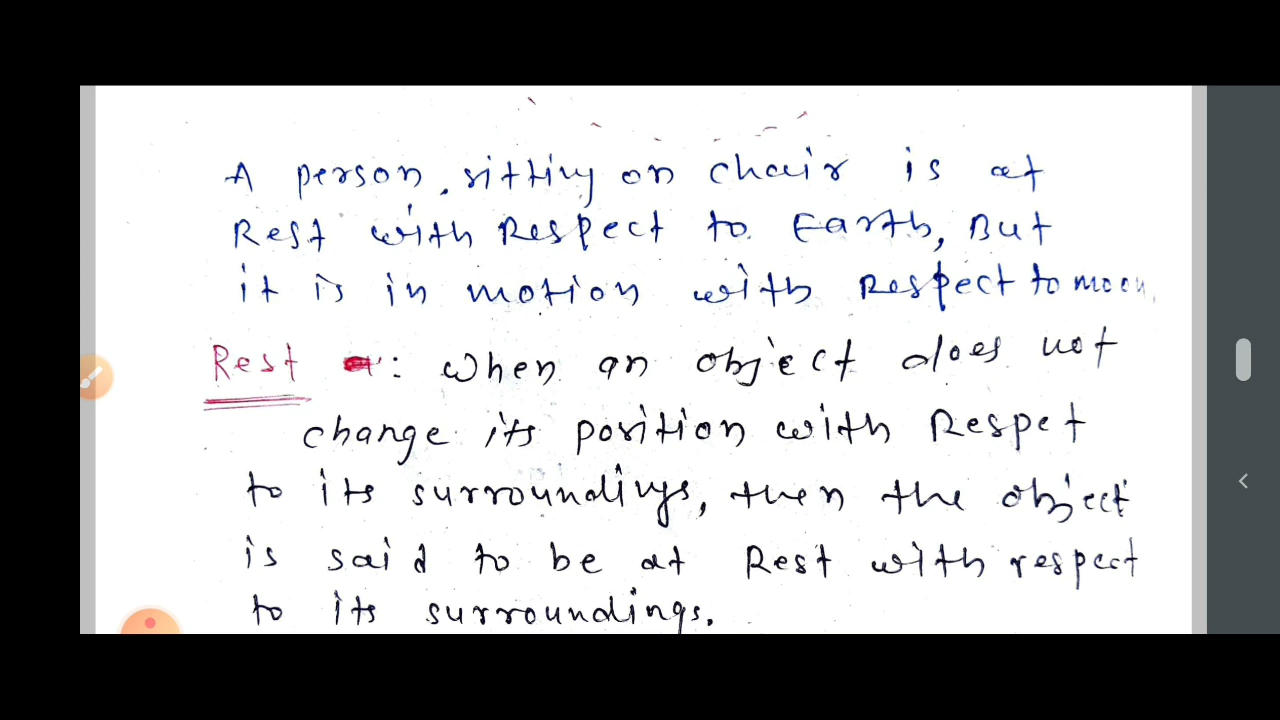 A person sitting on chair is at
Rest with Respect to Earth, But
it is in motion with Respect to moon.
Rest : when an object does not
change its position with Respet
to its surroundings, then the object
is said to be at Rest with respect
to its surroundings.